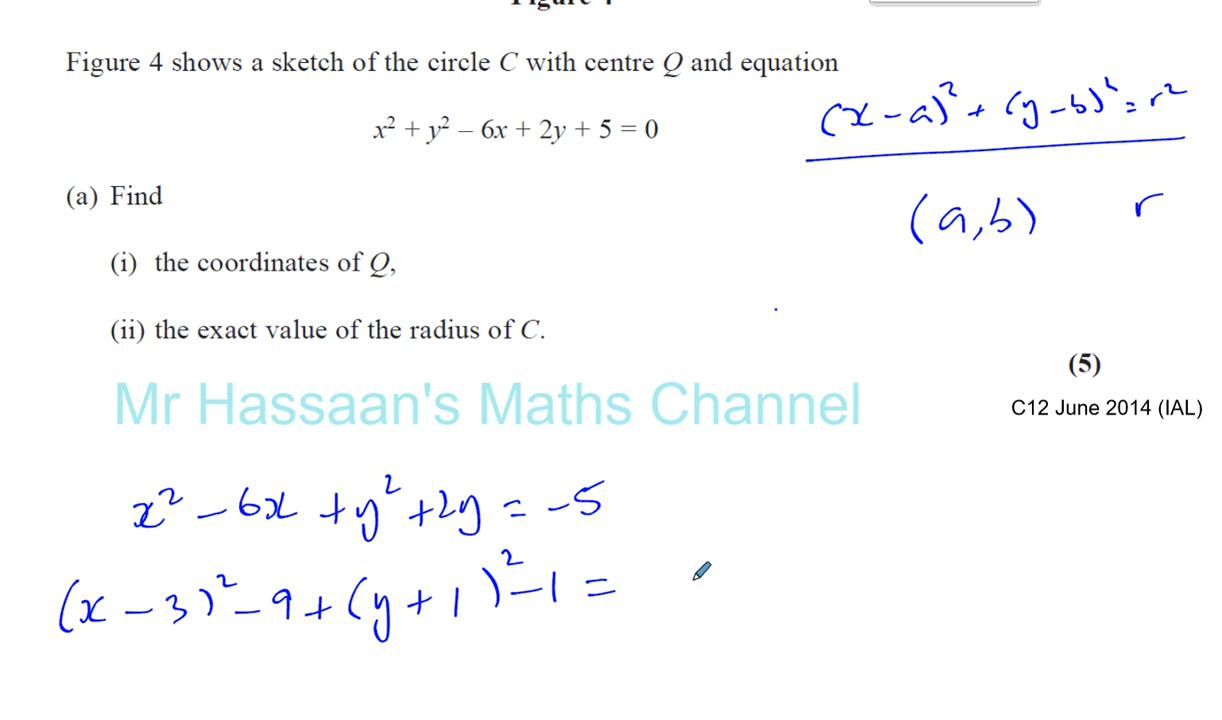 Figure 4 shows a sketch of the circle C with centre Q and equation
x² + y² – 6x + 2y + 5 = 0
(x – a)² + (y – b)² = r²
(a) Find
(a, b) r
(i) the coordinates of Q,
(ii) the exact value of the radius of C.
(5)
Mr Hassaan's Maths Channel
C12 June 2014 (IAL)
x² – 6x + y² + 2y = –5
(x – 3)² – 9 + (y + 1)² – 1 =